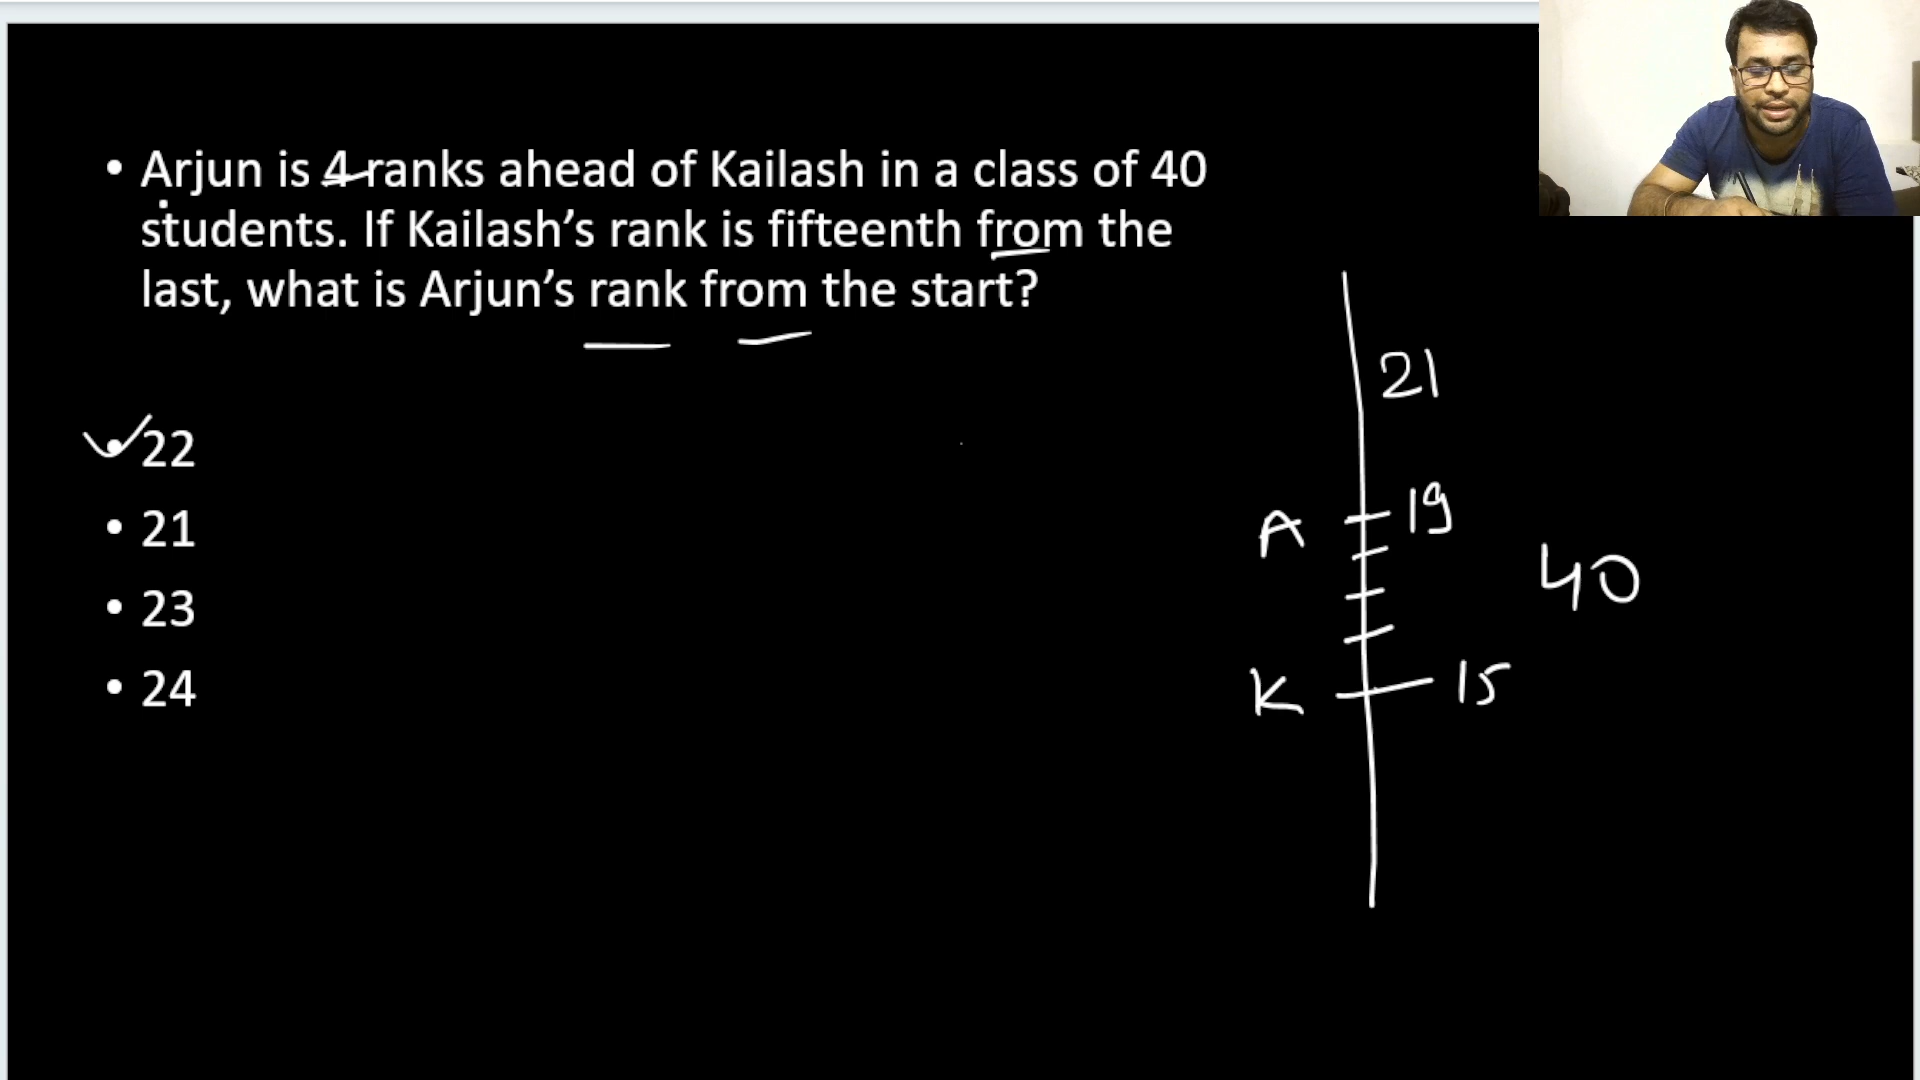 • Arjun is 4 ranks ahead of Kailash in a class of 40
students. If Kailash’s rank is fifteenth from the
last, what is Arjun’s rank from the start?
• 22
• 21
• 23
• 24
21
A 19
40
K 15